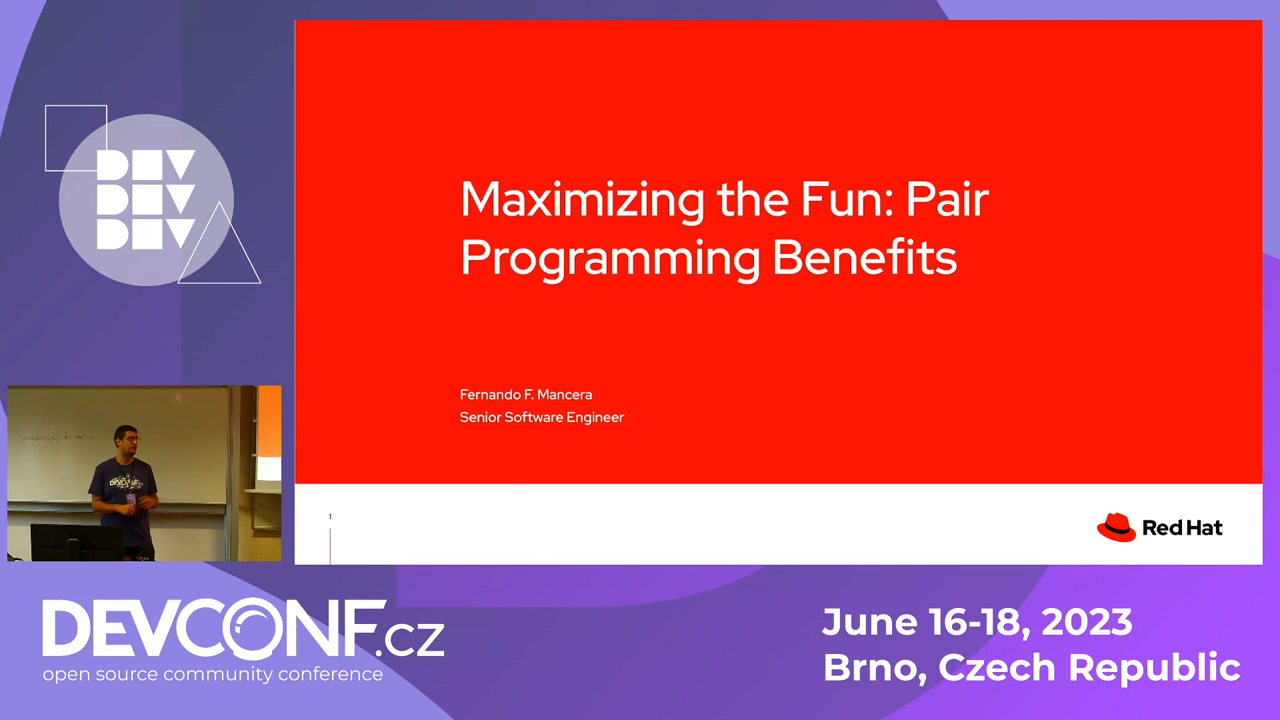 DEV
DEV
DEV
Maximizing the Fun: Pair
Programming Benefits
Fernando F. Mancera
Senior Software Engineer
1
Red Hat
DEVCONF
DEVCONF.cz
open source community conference
June 16-18, 2023
Brno, Czech Republic